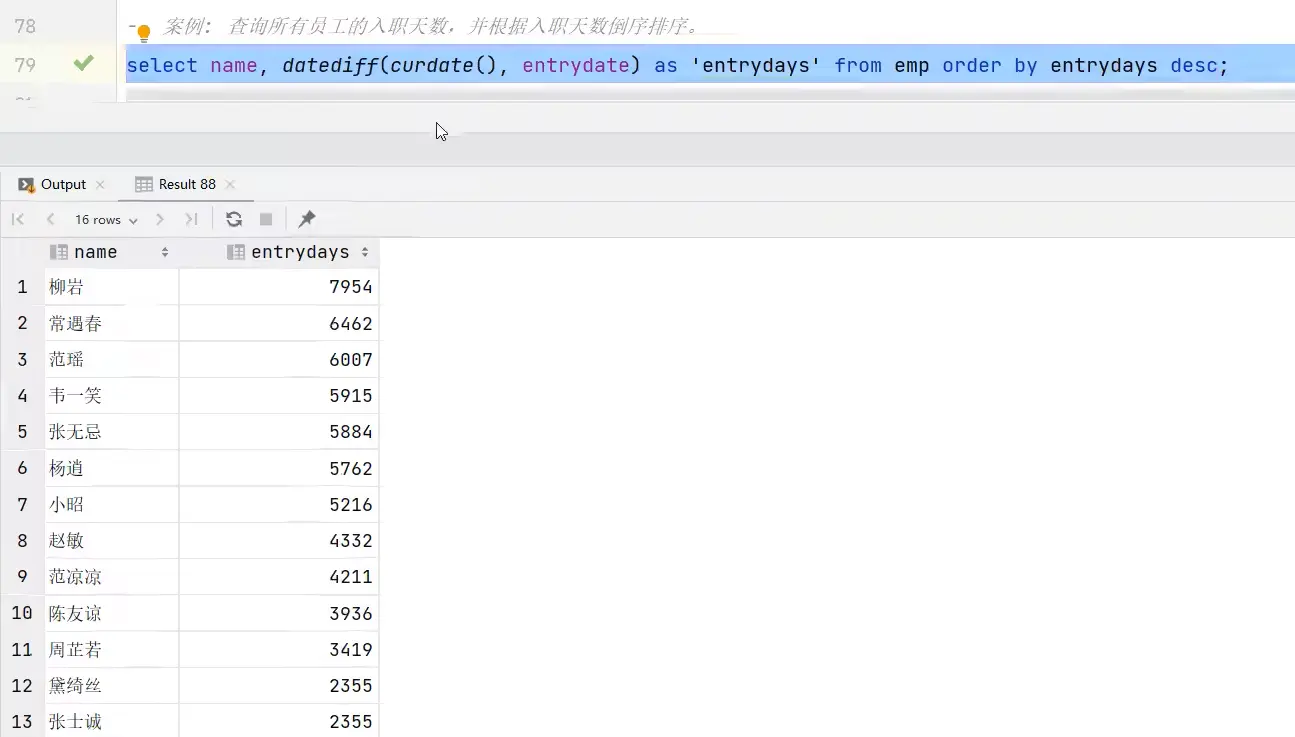 78 - 案例: 查询所有员工的入职天数，并根据入职天数倒序排序。
79 select name, datediff(curdate(), entrydate) as 'entrydays' from emp order by entrydays desc;
Output Result 88
16 rows
name entrydays
1 柳岩 7954
2 常遇春 6462
3 范瑶 6007
4 韦一笑 5915
5 张无忌 5884
6 杨逍 5762
7 小昭 5216
8 赵敏 4332
9 范凉凉 4211
10 陈友谅 3936
11 周芷若 3419
12 黛绮丝 2355
13 张士诚 2355